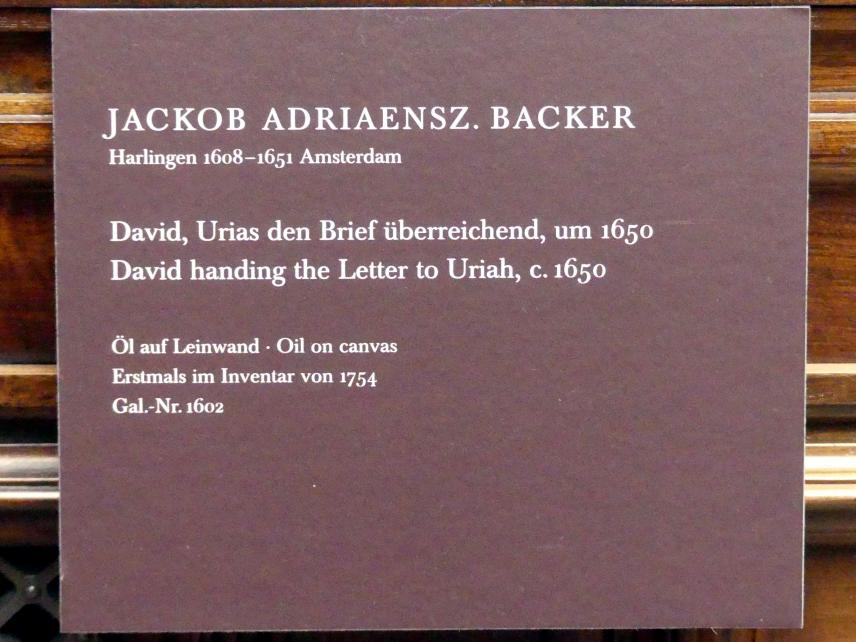 JACKOB ADRIAENSZ. BACKER
Harlingen 1608–1651 Amsterdam
David, Urias den Brief überreichend, um 1650
David handing the Letter to Uriah, c. 1650
Öl auf Leinwand · Oil on canvas
Erstmals im Inventar von 1754
Gal.-Nr. 1602